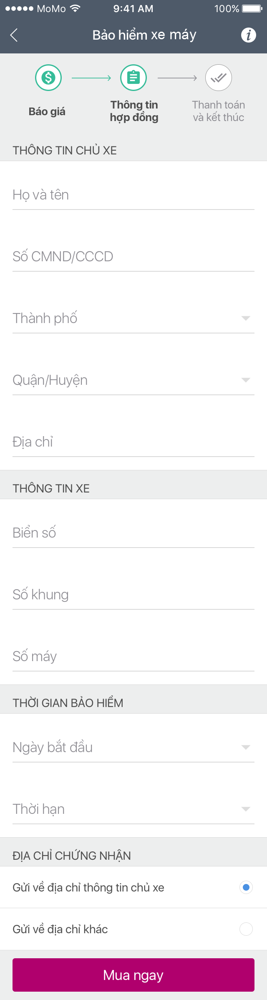 MoMo 9:41 AM 100%
Bảo hiểm xe máy
Báo giá
Thông tin
hợp đồng
Thanh toán
và kết thúc
THÔNG TIN CHỦ XE
Họ và tên
Số CMND/CCCD
Thành phố
Quận/Huyện
Địa chỉ
THÔNG TIN XE
Biển số
Số khung
Số máy
THỜI GIAN BẢO HIỂM
Ngày bắt đầu
Thời hạn
ĐỊA CHỈ CHỨNG NHẬN
Gửi về địa chỉ thông tin chủ xe
Gửi về địa chỉ khác
Mua ngay